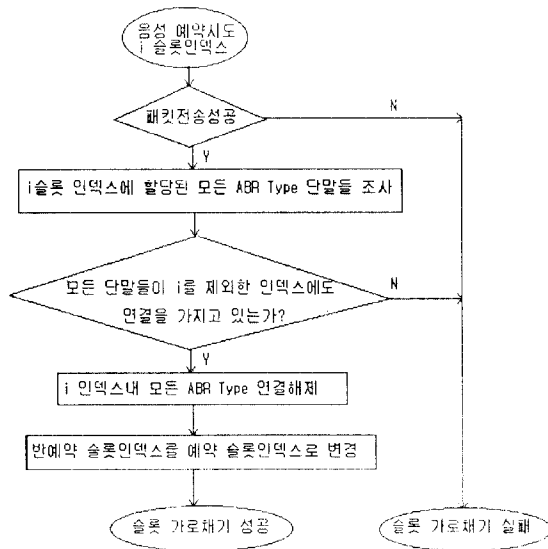 음성 예약시도
i 슬롯인덱스
패킷전송성공
N
Y
i슬롯 인덱스에 할당된 모든 ABR Type 단말들 조사
모든 단말들이 i를 제외한 인덱스에도
연결을 가지고 있는가?
N
Y
i 인덱스내 모든 ABR Type 연결해제
반예약 슬롯인덱스를 예약 슬롯인덱스로 변경
슬롯 가로채기 성공
슬롯 가로채기 실패